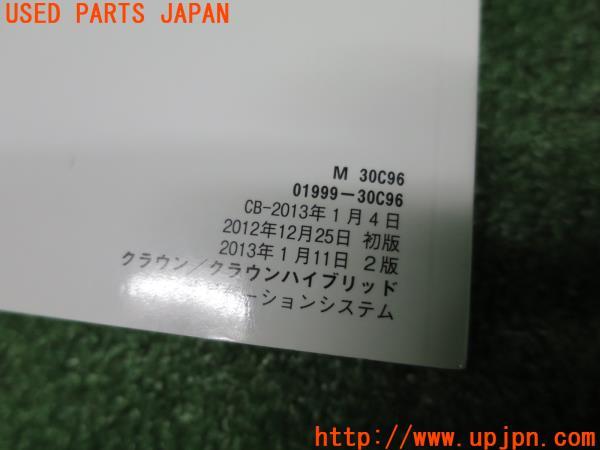 USED PARTS JAPAN
M 30C96
01999-30C96
CB-2013年1月4日
2012年12月25日 初版
2013年1月11日 2版
クラウン/クラウンハイブリッド
ーションシステム
http://www.upjpn.com/